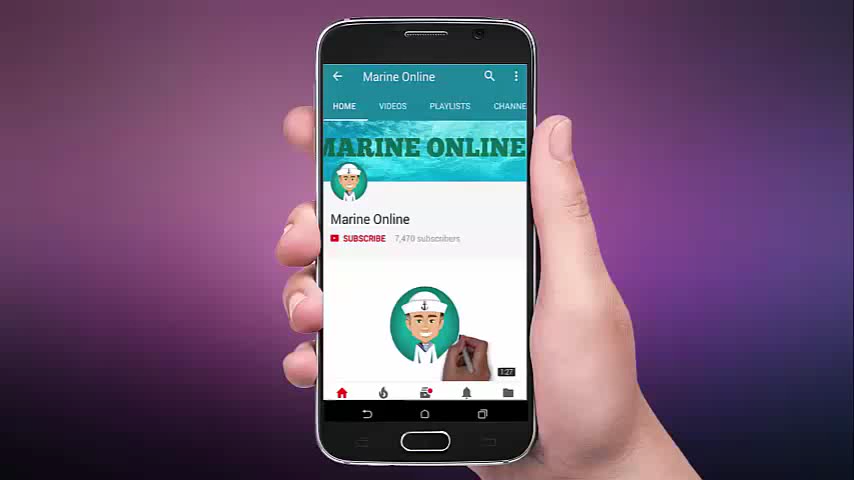 Marine Online
HOME VIDEOS PLAYLISTS CHANNE
MARINE ONLINE
Marine Online
SUBSCRIBE 7,470 subscribers
1:27